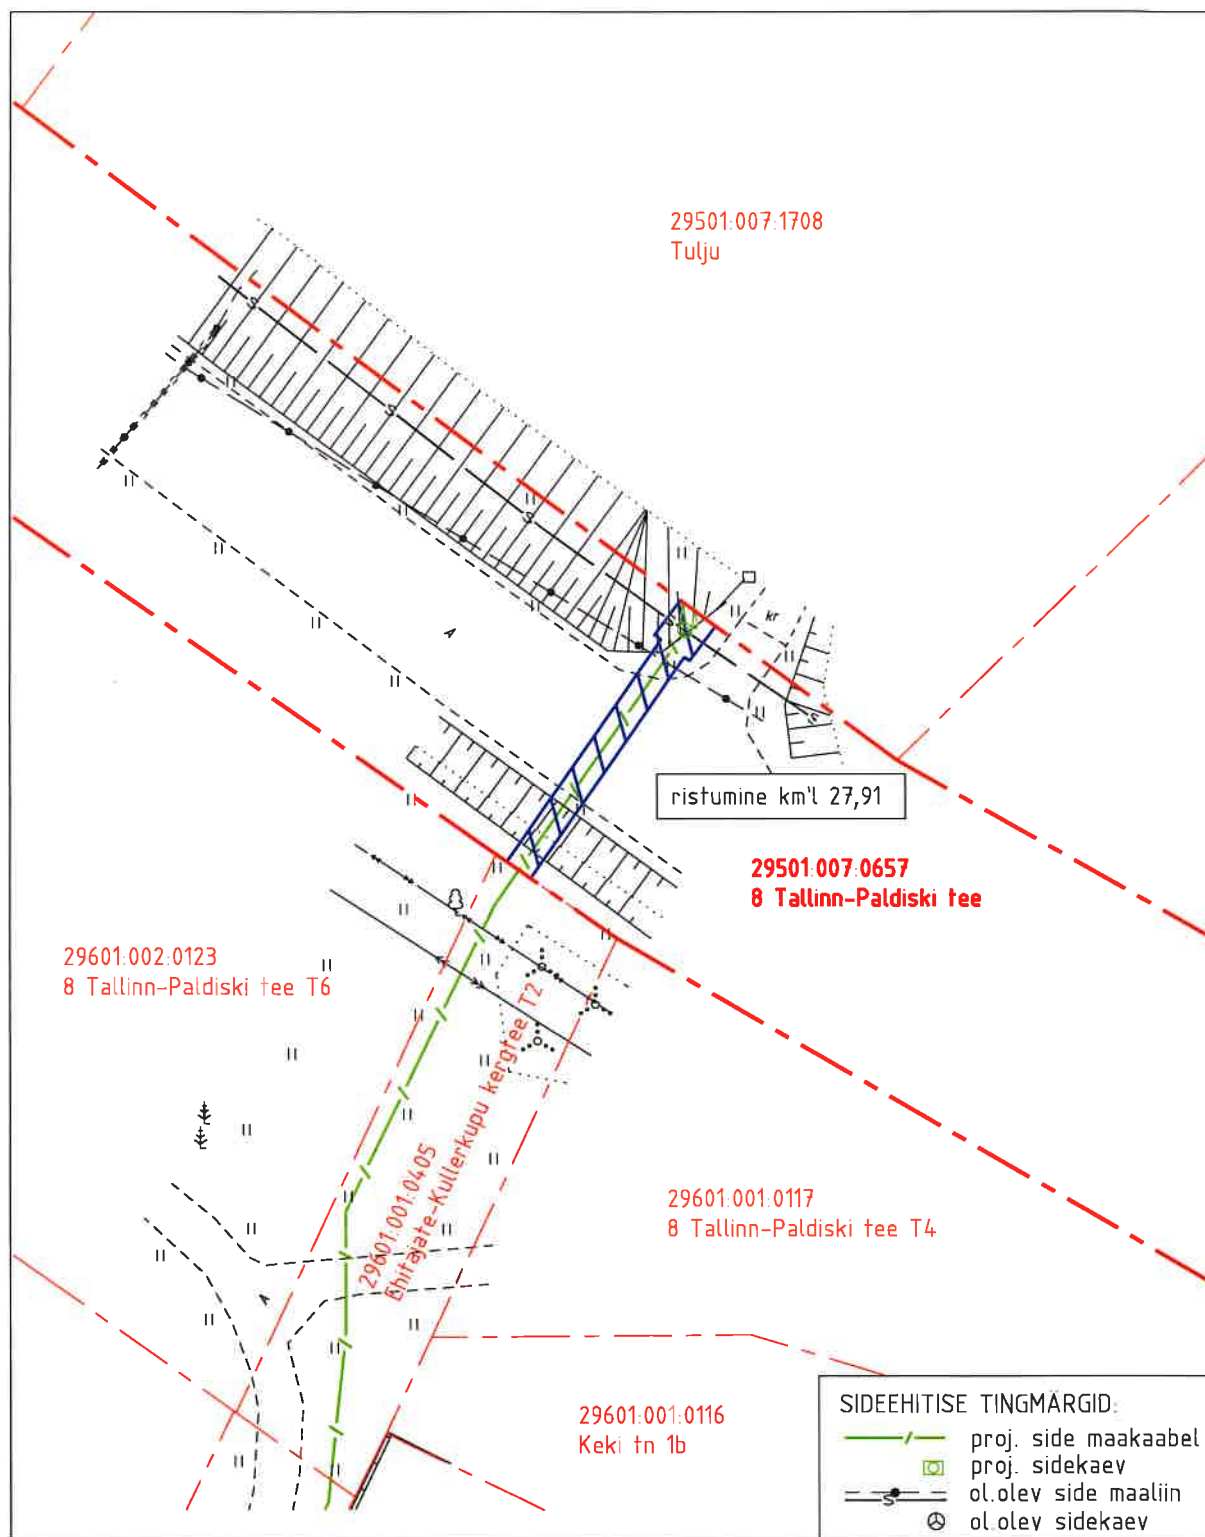 29501:007:1708
Tulju
kr
A
S
S
S
S
S
ristumine km'l 27,91
29501:007:0657
8 Tallinn-Paldiski tee
29601:002:0123
8 Tallinn-Paldiski tee T6
29601:001:0405
Ehitajate-Kullerkupu kergtee T2
29601:001:0117
8 Tallinn-Paldiski tee T4
A
29601:001:0116
Keki tn 1b
SIDEEHITISE TINGMÄRGID:
proj. side maakaabel
proj. sidekaev
S
ol.olev side maaliin
ol.olev sidekaev